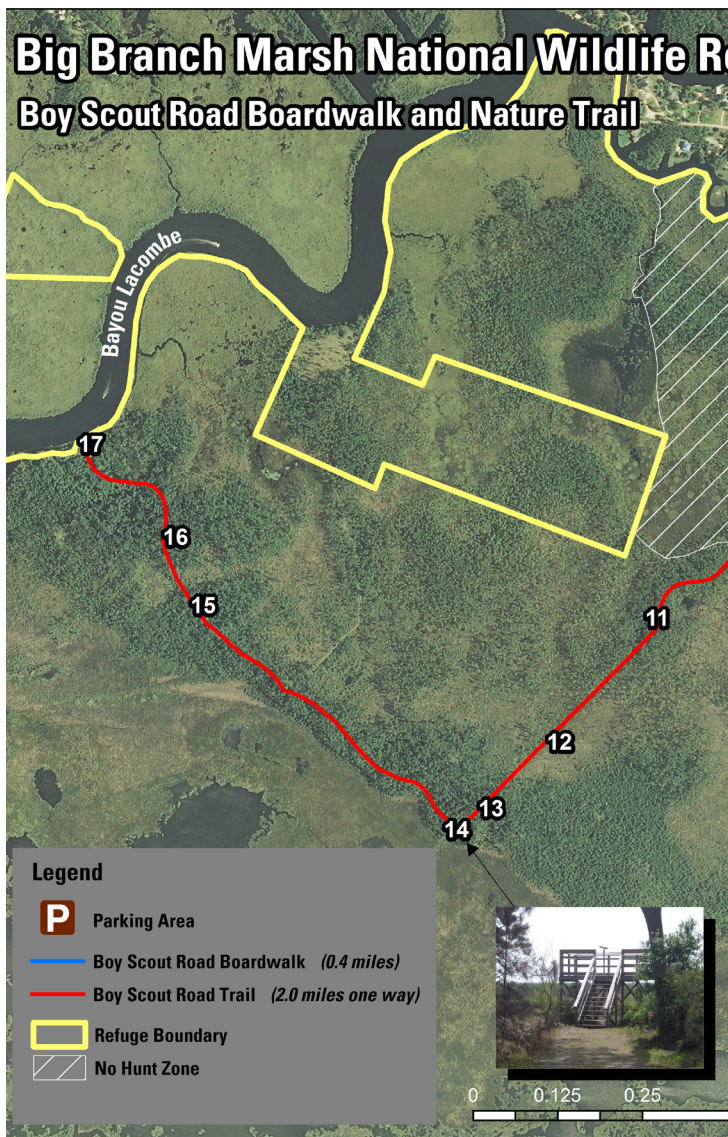 Big Branch Marsh National Wildlife
Boy Scout Road Boardwalk and Nature Trail
Bayou Lacombe
17
16
15
11
12
13
14
Legend
P Parking Area
Boy Scout Road Boardwalk (0.4 miles)
Boy Scout Road Trail (2.0 miles one way)
Refuge Boundary
No Hunt Zone
0 0.125 0.25